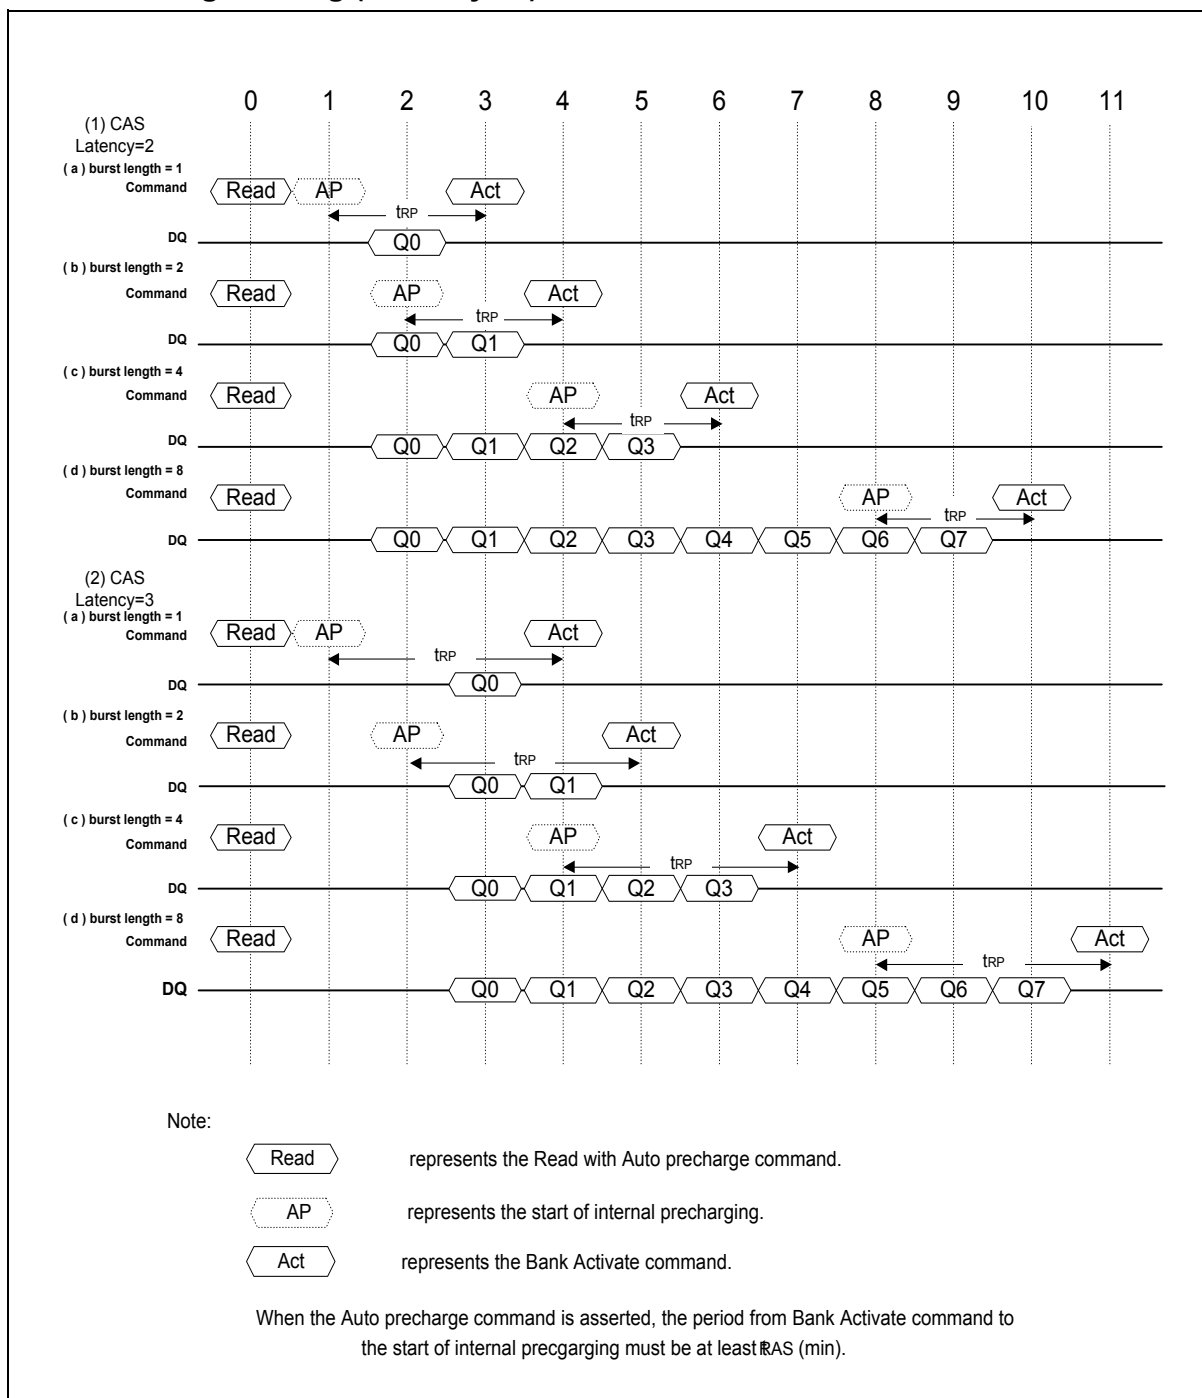 0 1 2 3 4 5 6 7 8 9 10 11
(1) CAS
Latency=2
( a ) burst length = 1
Command Read AP Act
tRP
DQ Q0
( b ) burst length = 2
Command Read AP Act
tRP
DQ Q0 Q1
( c ) burst length = 4
Command Read AP Act
tRP
DQ Q0 Q1 Q2 Q3
( d ) burst length = 8
Command Read AP Act
tRP
DQ Q0 Q1 Q2 Q3 Q4 Q5 Q6 Q7
(2) CAS
Latency=3
( a ) burst length = 1
Command Read AP Act
tRP
DQ Q0
( b ) burst length = 2
Command Read AP Act
tRP
DQ Q0 Q1
( c ) burst length = 4
Command Read AP Act
tRP
DQ Q0 Q1 Q2 Q3
( d ) burst length = 8
Command Read AP Act
tRP
DQ Q0 Q1 Q2 Q3 Q4 Q5 Q6 Q7
Note:
Read represents the Read with Auto precharge command.
AP represents the start of internal precharging.
Act represents the Bank Activate command.
When the Auto precharge command is asserted, the period from Bank Activate command to
the start of internal precgarging must be at least tRAS (min).